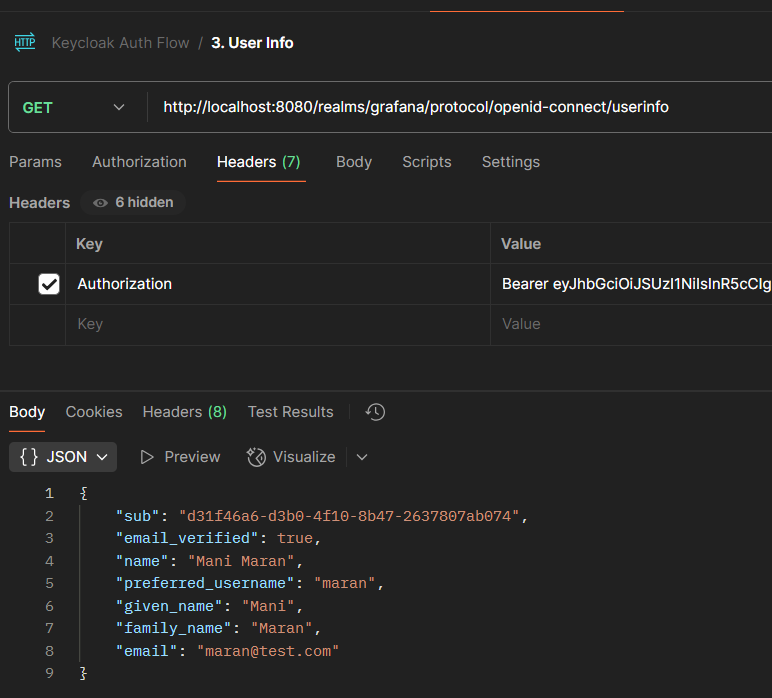 HTTP Keycloak Auth Flow / 3. User Info
GET http://localhost:8080/realms/grafana/protocol/openid-connect/userinfo
Params Authorization Headers (7) Body Scripts Settings
Headers 6 hidden
Key Value
Authorization Bearer eyJhbGciOiJSUzI1NiIsInR5cCIg
Key Value
Body Cookies Headers (8) Test Results
{} JSON Preview Visualize
1 {
2 "sub": "d31f46a6-d3b0-4f10-8b47-2637807ab074",
3 "email_verified": true,
4 "name": "Mani Maran",
5 "preferred_username": "maran",
6 "given_name": "Mani",
7 "family_name": "Maran",
8 "email": "maran@test.com"
9 }